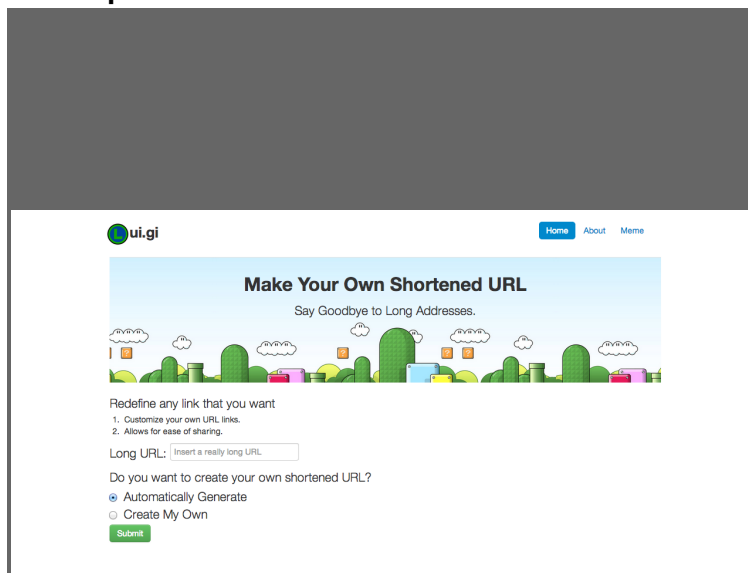 Lui.gi
Home About Meme
Make Your Own Shortened URL
Say Goodbye to Long Addresses.
? ? ? ?
Redefine any link that you want
1. Customize your own URL links.
2. Allows for ease of sharing.
Long URL: Insert a really long URL
Do you want to create your own shortened URL?
Automatically Generate
Create My Own
Submit